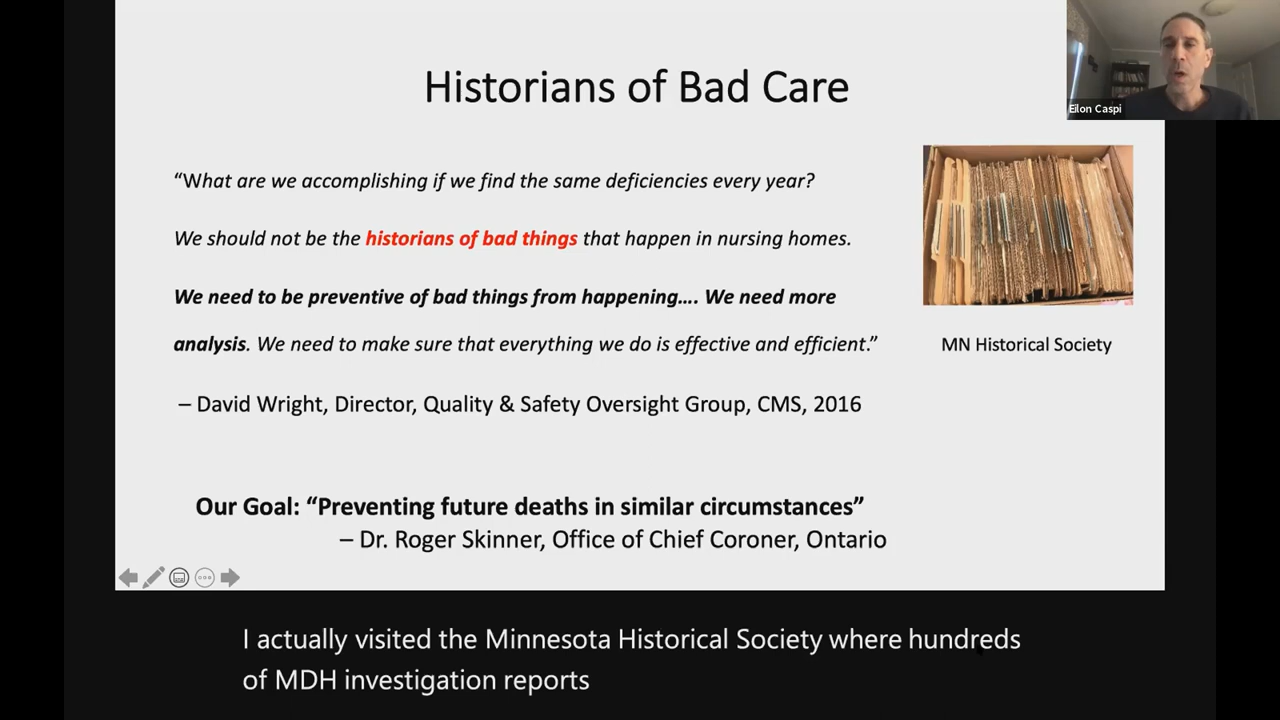 Historians of Bad Care
Eilon Caspi
“What are we accomplishing if we find the same deficiencies every year?
We should not be the historians of bad things that happen in nursing homes.
We need to be preventive of bad things from happening.... We need more
analysis. We need to make sure that everything we do is effective and efficient.”
MN Historical Society
– David Wright, Director, Quality & Safety Oversight Group, CMS, 2016
Our Goal: “Preventing future deaths in similar circumstances”
– Dr. Roger Skinner, Office of Chief Coroner, Ontario
I actually visited the Minnesota Historical Society where hundreds
of MDH investigation reports